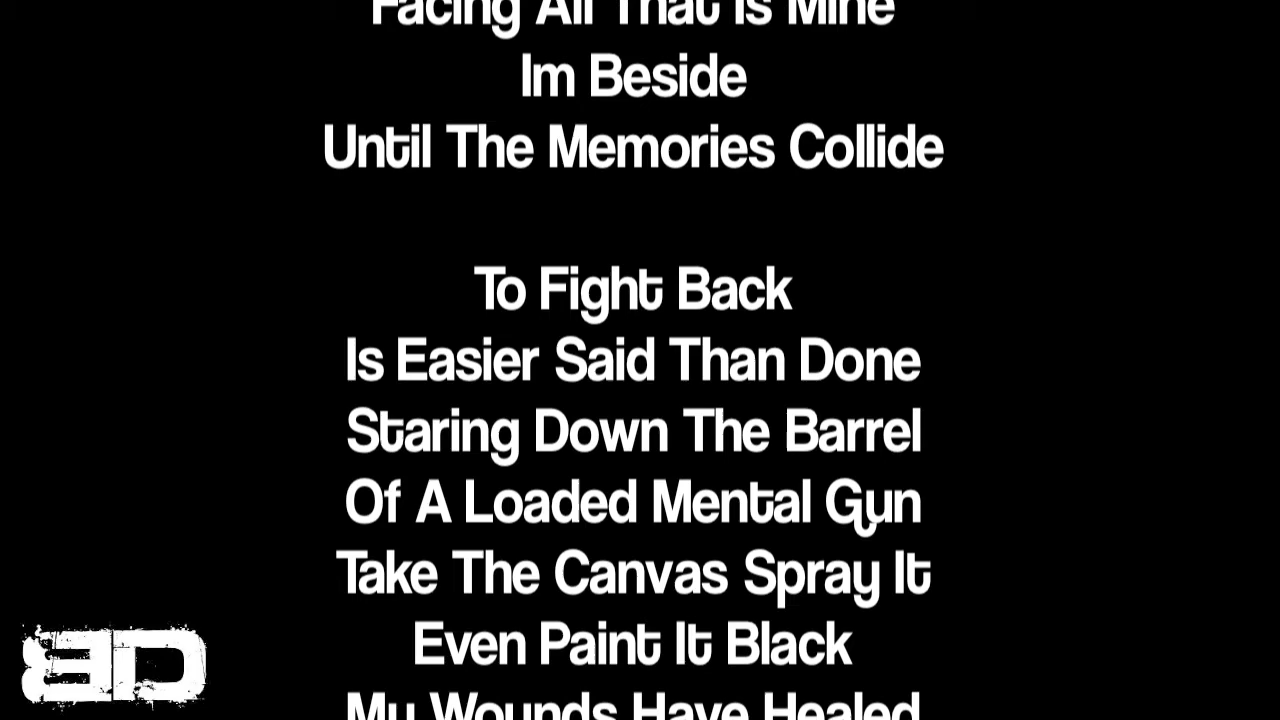 Facing All That Is Mine
Im Beside
Until The Memories Collide
To Fight Back
Is Easier Said Than Done
Staring Down The Barrel
Of A Loaded Mental Gun
Take The Canvas Spray It
Even Paint It Black
My Wounds Have Healed
BD